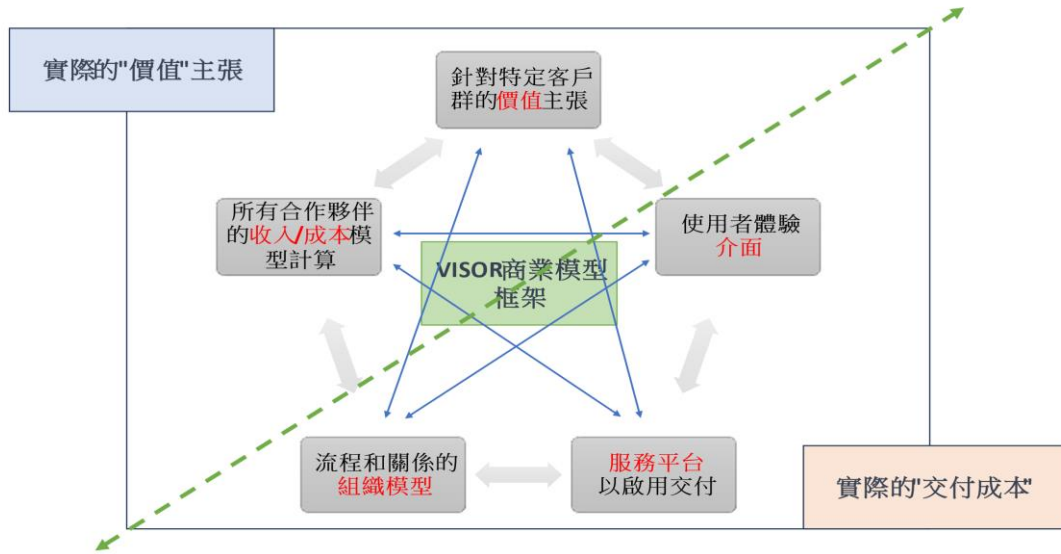 實際的"價值"主張
針對特定客戶
群的價值主張
所有合作夥伴
的收入/成本模
型計算
使用者體驗
介面
VISOR商業模型
框架
流程和關係的
組織模型
服務平台
以啟用交付
實際的"交付成本"